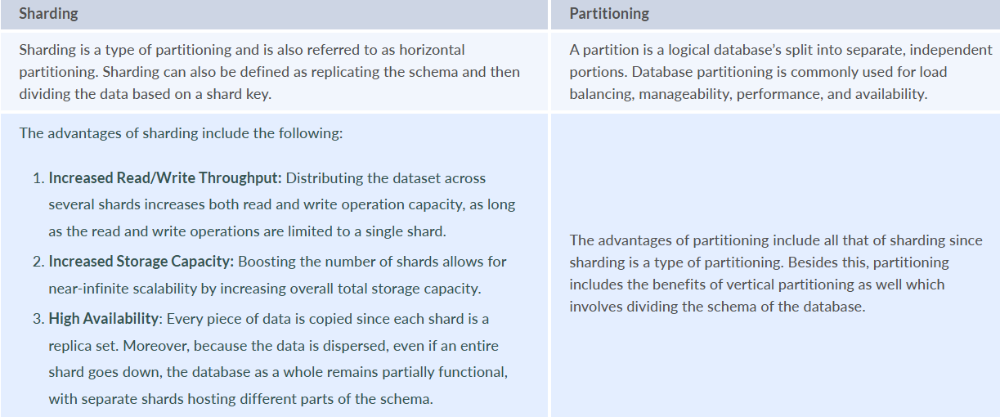 Sharding
Partitioning
Sharding is a type of partitioning and is also referred to as horizontal
partitioning. Sharding can also be defined as replicating the schema and then
dividing the data based on a shard key.
A partition is a logical database's split into separate, independent
portions. Database partitioning is commonly used for load
balancing, manageability, performance, and availability.
The advantages of sharding include the following:
1. Increased Read/Write Throughput: Distributing the dataset across
several shards increases both read and write operation capacity, as long
as the read and write operations are limited to a single shard.
2. Increased Storage Capacity: Boosting the number of shards allows for
near-infinite scalability by increasing overall total storage capacity.
3. High Availability: Every piece of data is copied since each shard is a
replica set. Moreover, because the data is dispersed, even if an entire
shard goes down, the database as a whole remains partially functional,
with separate shards hosting different parts of the schema.
The advantages of partitioning include all that of sharding since
sharding is a type of partitioning. Besides this, partitioning
includes the benefits of vertical partitioning as well which
involves dividing the schema of the database.